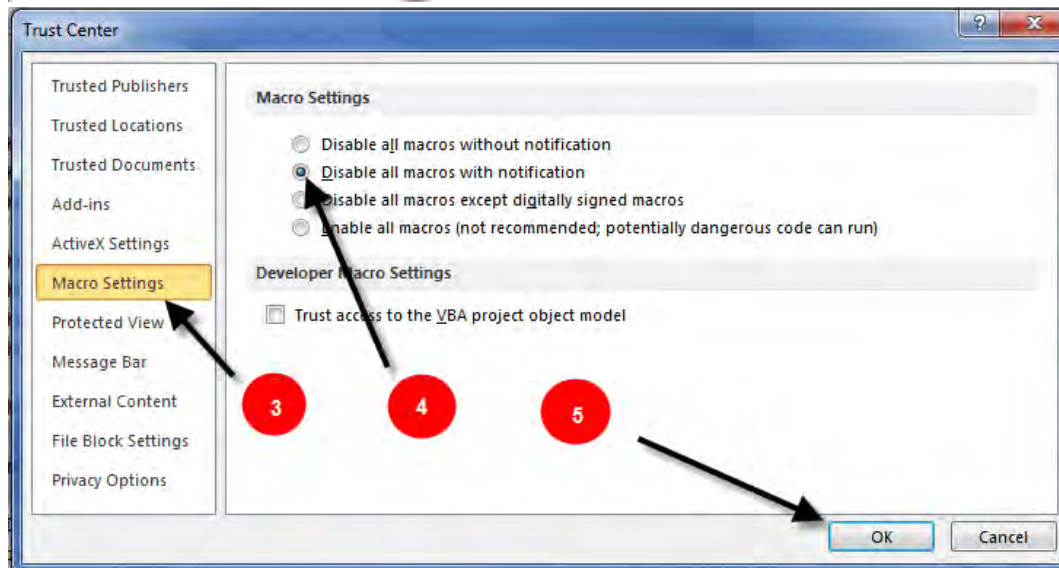 Trust Center
Trusted Publishers
Trusted Locations
Trusted Documents
Add-ins
ActiveX Settings
Macro Settings
Protected View
Message Bar
External Content
File Block Settings
Privacy Options
Macro Settings
Disable all macros without notification
Disable all macros with notification
Disable all macros except digitally signed macros
Enable all macros (not recommended; potentially dangerous code can run)
Developer Macro Settings
Trust access to the VBA project object model
3
4
5
OK
Cancel